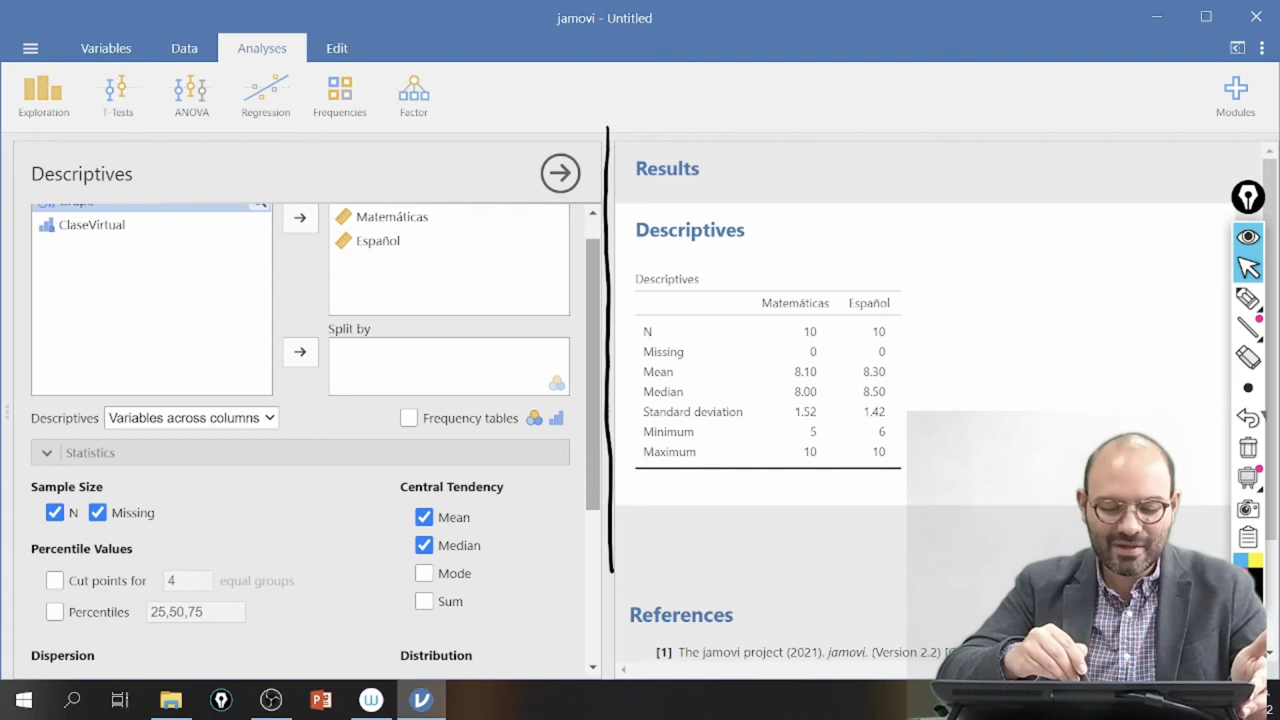 jamovi - Untitled
Variables Data Analyses Edit
Exploration T-Tests ANOVA Regression Frequencies Factor Modules
Descriptives
ClaseVirtual
Matemáticas
Español
Split by
Descriptives Variables across columns Frequency tables
Statistics
Sample Size
N Missing
Percentile Values
Cut points for 4 equal groups
Percentiles 25,50,75
Dispersion
Central Tendency
Mean
Median
Mode
Sum
Distribution
Results
Descriptives
Descriptives
Matemáticas Español
N 10 10
Missing 0 0
Mean 8.10 8.30
Median 8.00 8.50
Standard deviation 1.52 1.42
Minimum 5 6
Maximum 10 10
References
[1] The jamovi project (2021). jamovi. (Version 2.2) [